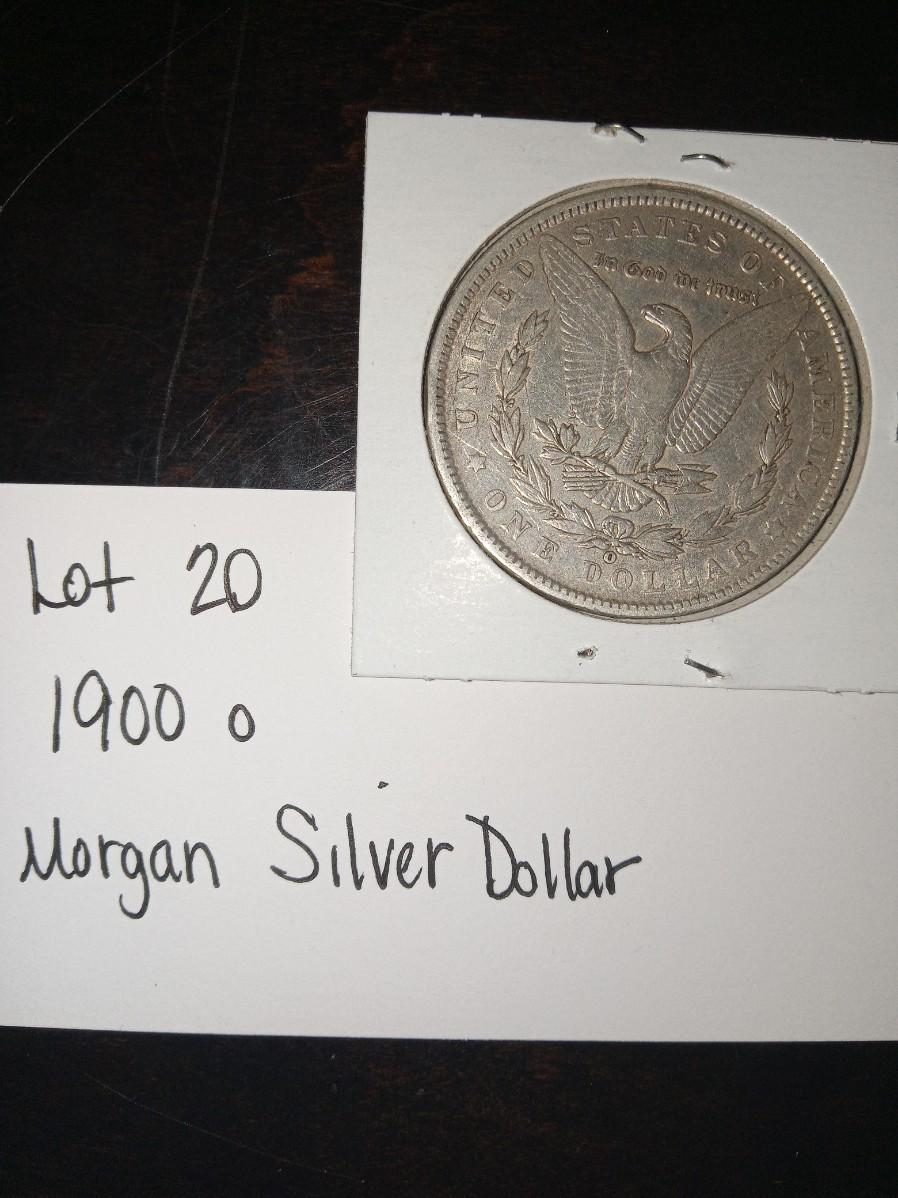 UNITED STATES OF AMERICA
In God we trust
O
ONE DOLLAR
Lot 20
1900 o
Morgan Silver Dollar